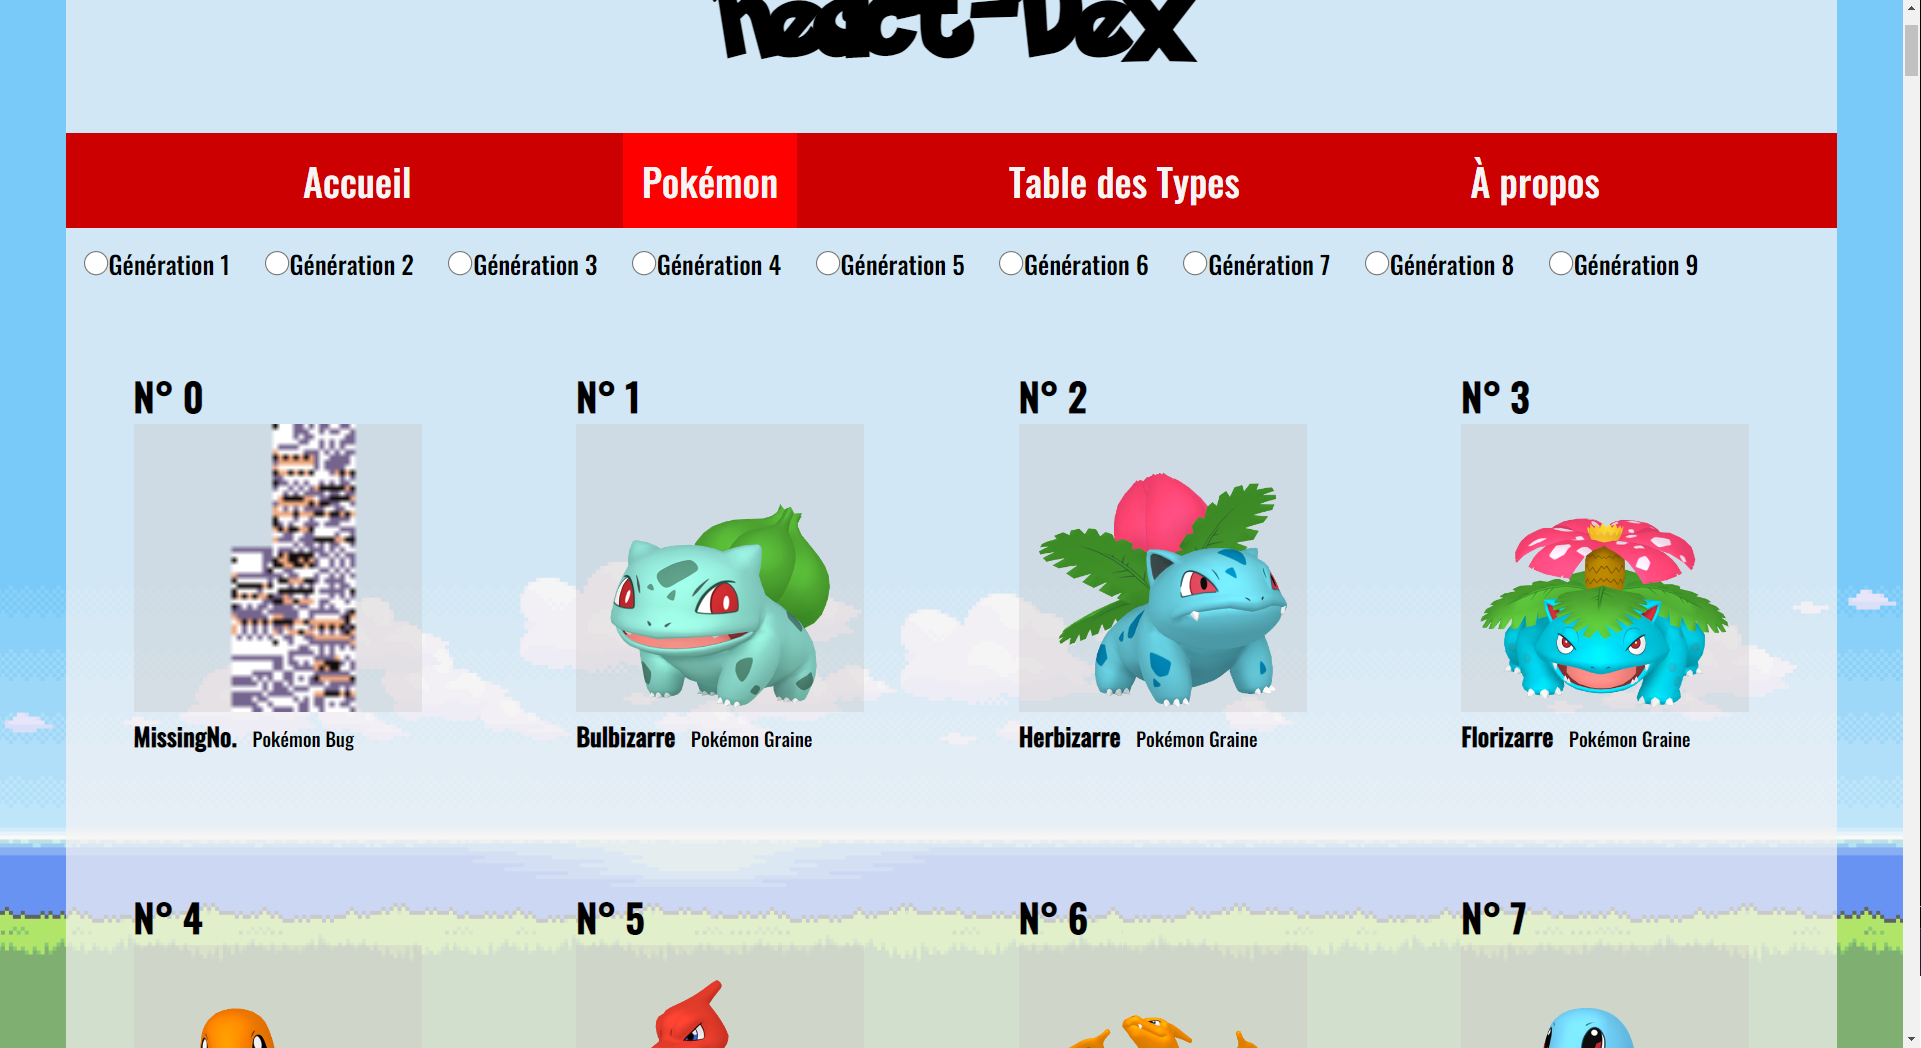 React-Dex
Accueil Pokémon Table des Types À propos
Génération 1 Génération 2 Génération 3 Génération 4 Génération 5 Génération 6 Génération 7 Génération 8 Génération 9
N° 0 N° 1 N° 2 N° 3
MissingNo. Pokémon Bug Bulbizarre Pokémon Graine Herbizarre Pokémon Graine Florizarre Pokémon Graine
N° 4 N° 5 N° 6 N° 7